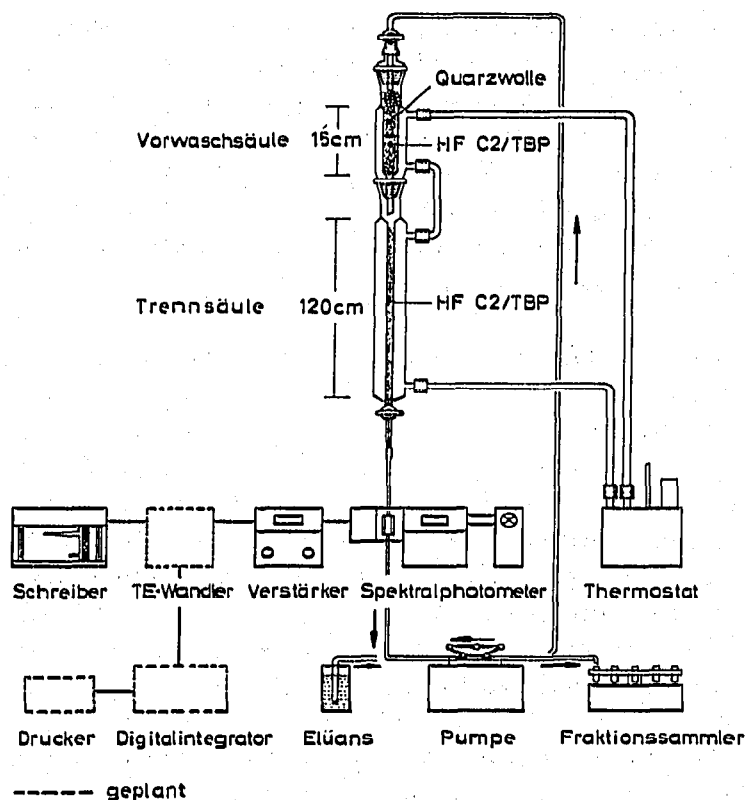 Quarzwolle
Vorwaschsäule 15cm HF C2/TBP
Trennsäule 120cm HF C2/TBP
Schreiber TE-Wandler Verstärker Spektralphotometer Thermostat
Drucker Digitalintegrator Elüans Pumpe Fraktionssammler
------ geplant